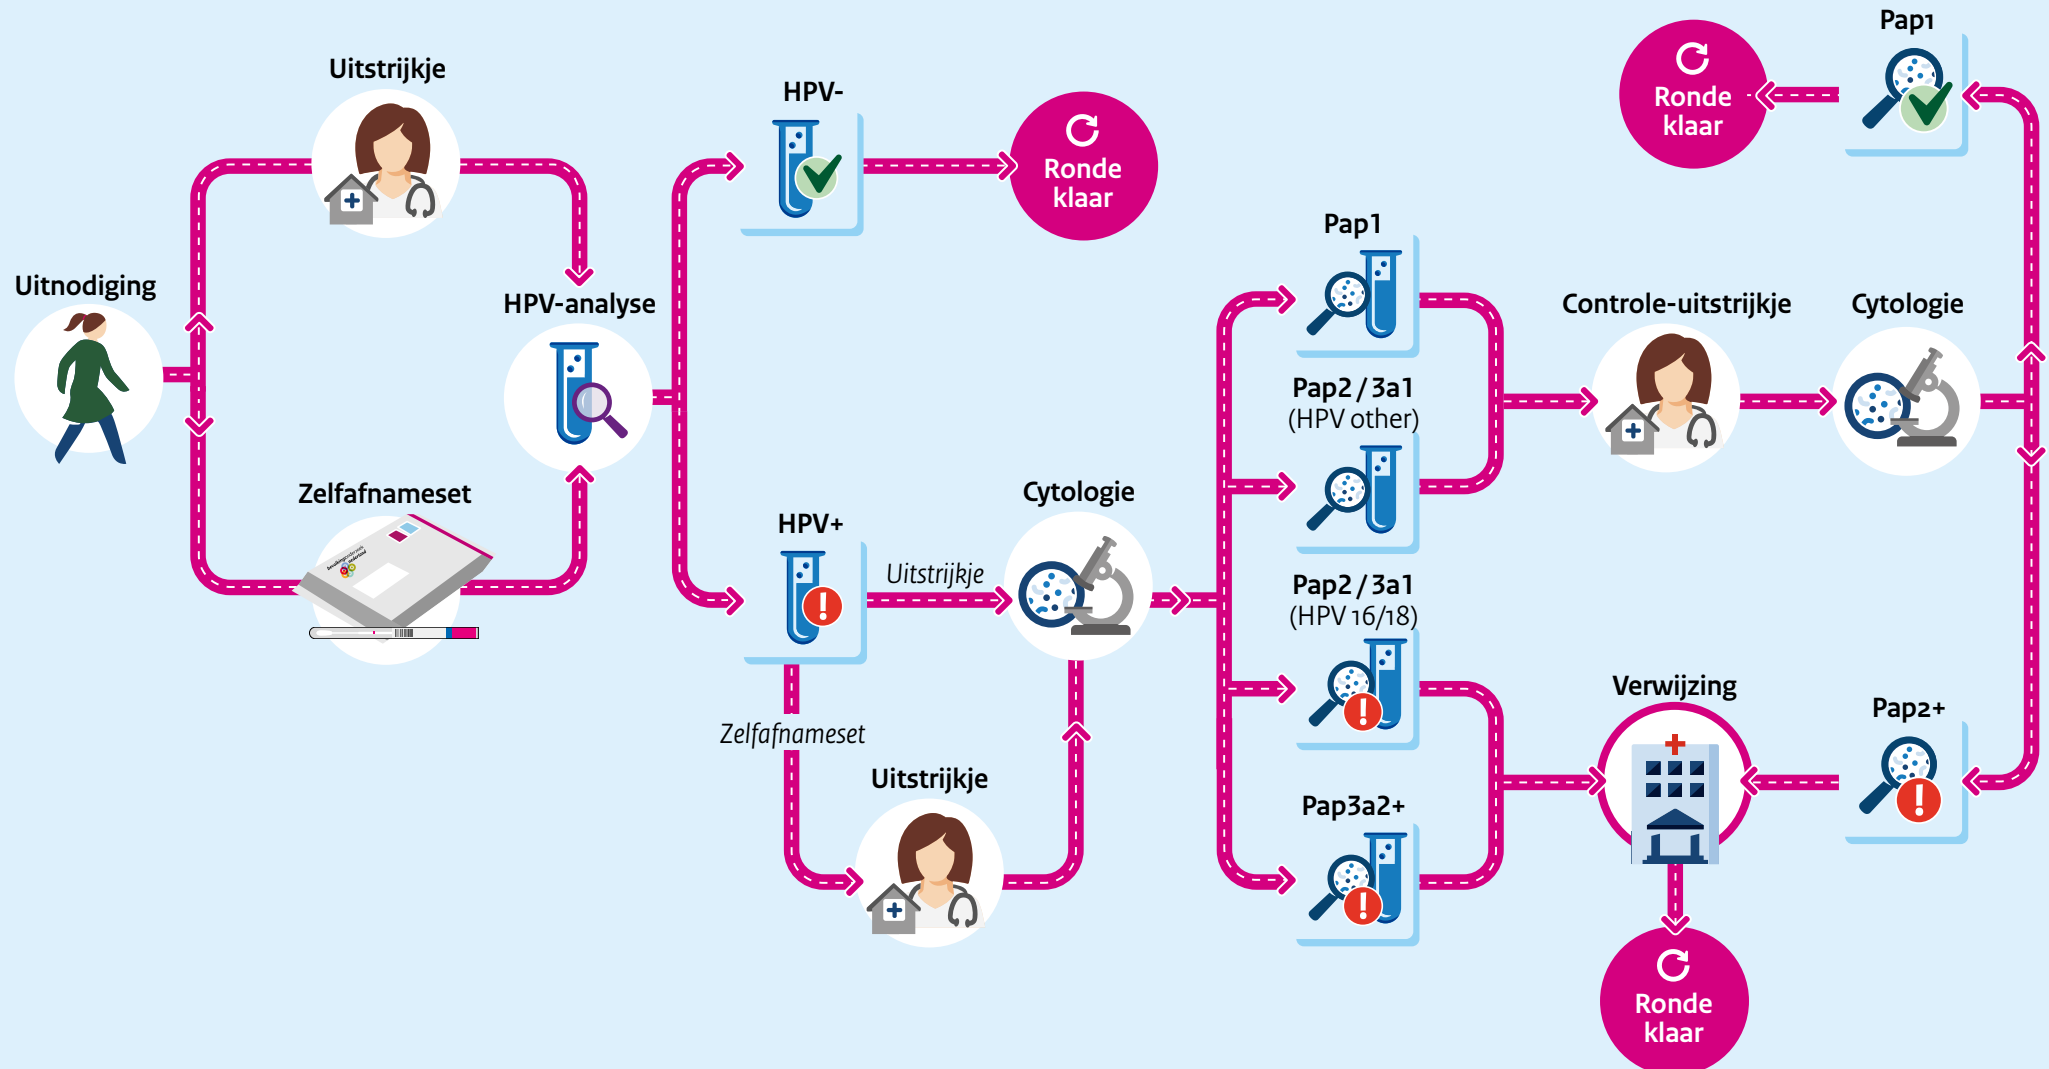 Uitnodiging
Uitstrijkje
Zelfafnameset
HPV-analyse
HPV-
Ronde
klaar
HPV+
Uitstrijkje
Zelfafnameset
Uitstrijkje
Cytologie
Pap1
Pap2 / 3a1
(HPV other)
Pap2 / 3a1
(HPV 16/18)
Pap3a2+
Controle-uitstrijkje
Cytologie
Pap1
Ronde
klaar
Pap2+
Verwijzing
Ronde
klaar